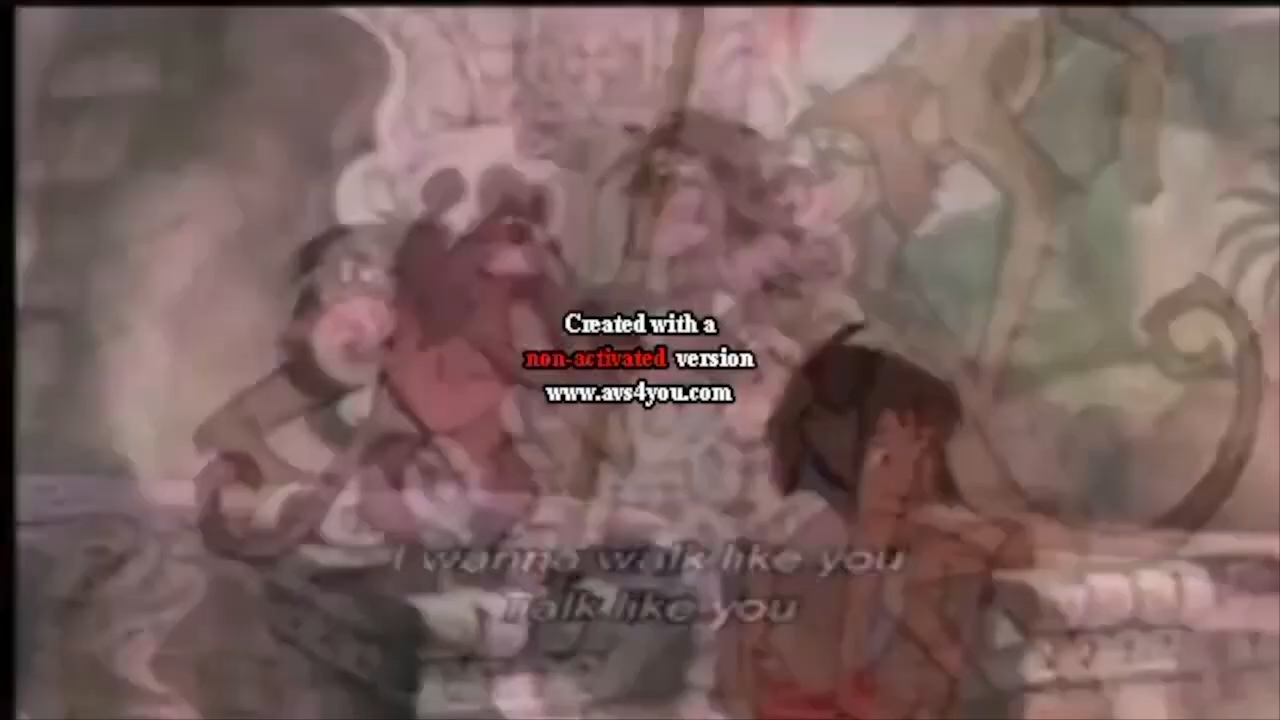 Created with a
non-activated version
www.avs4you.com
I wanna walk like you
Talk like you